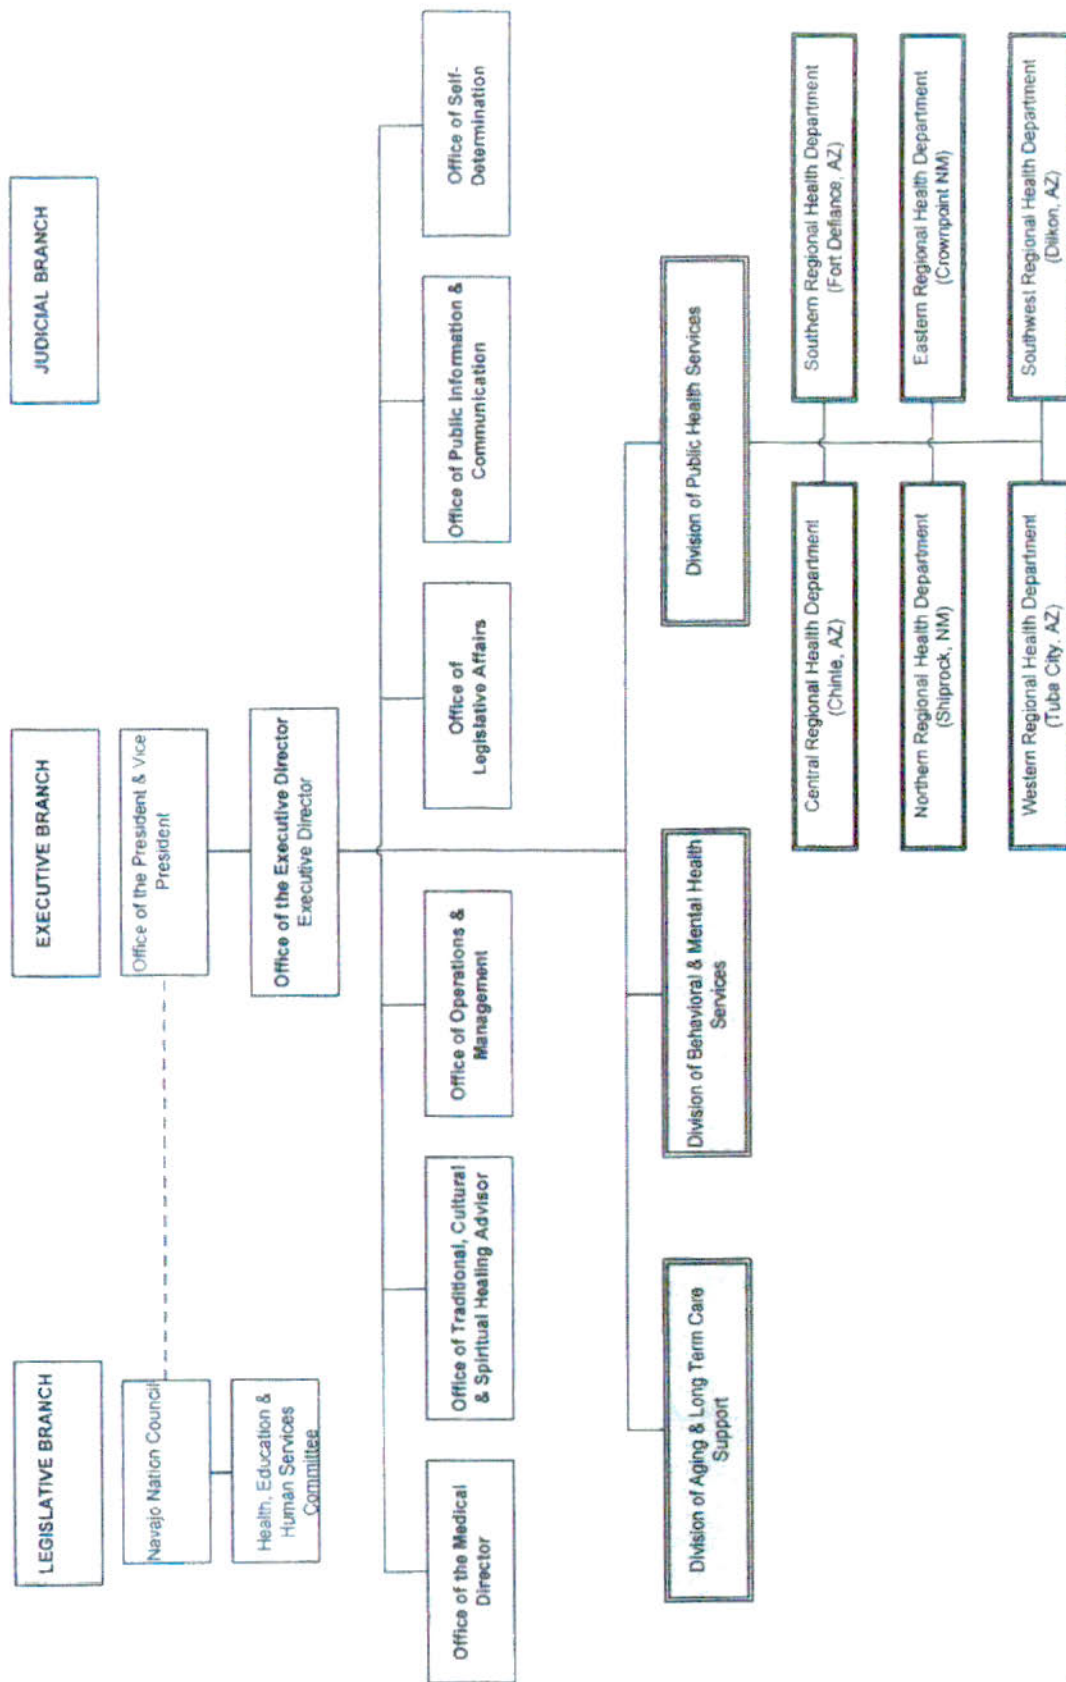 LEGISLATIVE BRANCH
EXECUTIVE BRANCH
JUDICIAL BRANCH
Navajo Nation Council
Office of the President & Vice
President
Health, Education &
Human Services
Committee
Office of the Executive Director
Executive Director
Office of the Medical
Director
Office of Traditional, Cultural
& Spiritual Healing Advisor
Office of Operations &
Management
Office of
Legislative Affairs
Office of Public Information &
Communication
Office of Self-
Determination
Division of Aging & Long Term Care
Support
Division of Behavioral & Mental Health
Services
Division of Public Health Services
Central Regional Health Department
(Chinle, AZ)
Southern Regional Health Department
(Fort Defiance, AZ)
Northern Regional Health Department
(Shiprock, NM)
Eastern Regional Health Department
(Crownpoint NM)
Western Regional Health Department
(Tuba City, AZ)
Southwest Regional Health Department
(Dilkon, AZ)